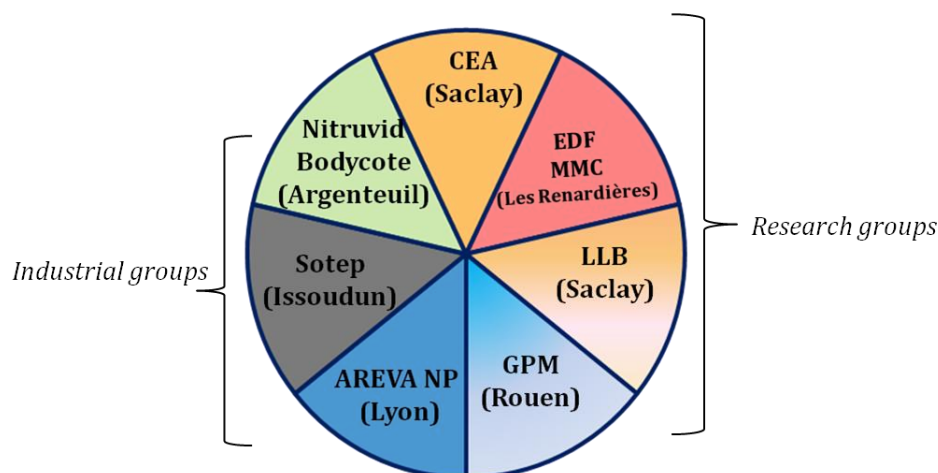 CEA
(Saclay)
EDF
MMC
(Les Renardières)
LLB
(Saclay)
GPM
(Rouen)
AREVA NP
(Lyon)
Sotep
(Issoudun)
Nitruvid
Bodycote
(Argenteuil)
Industrial groups
Research groups